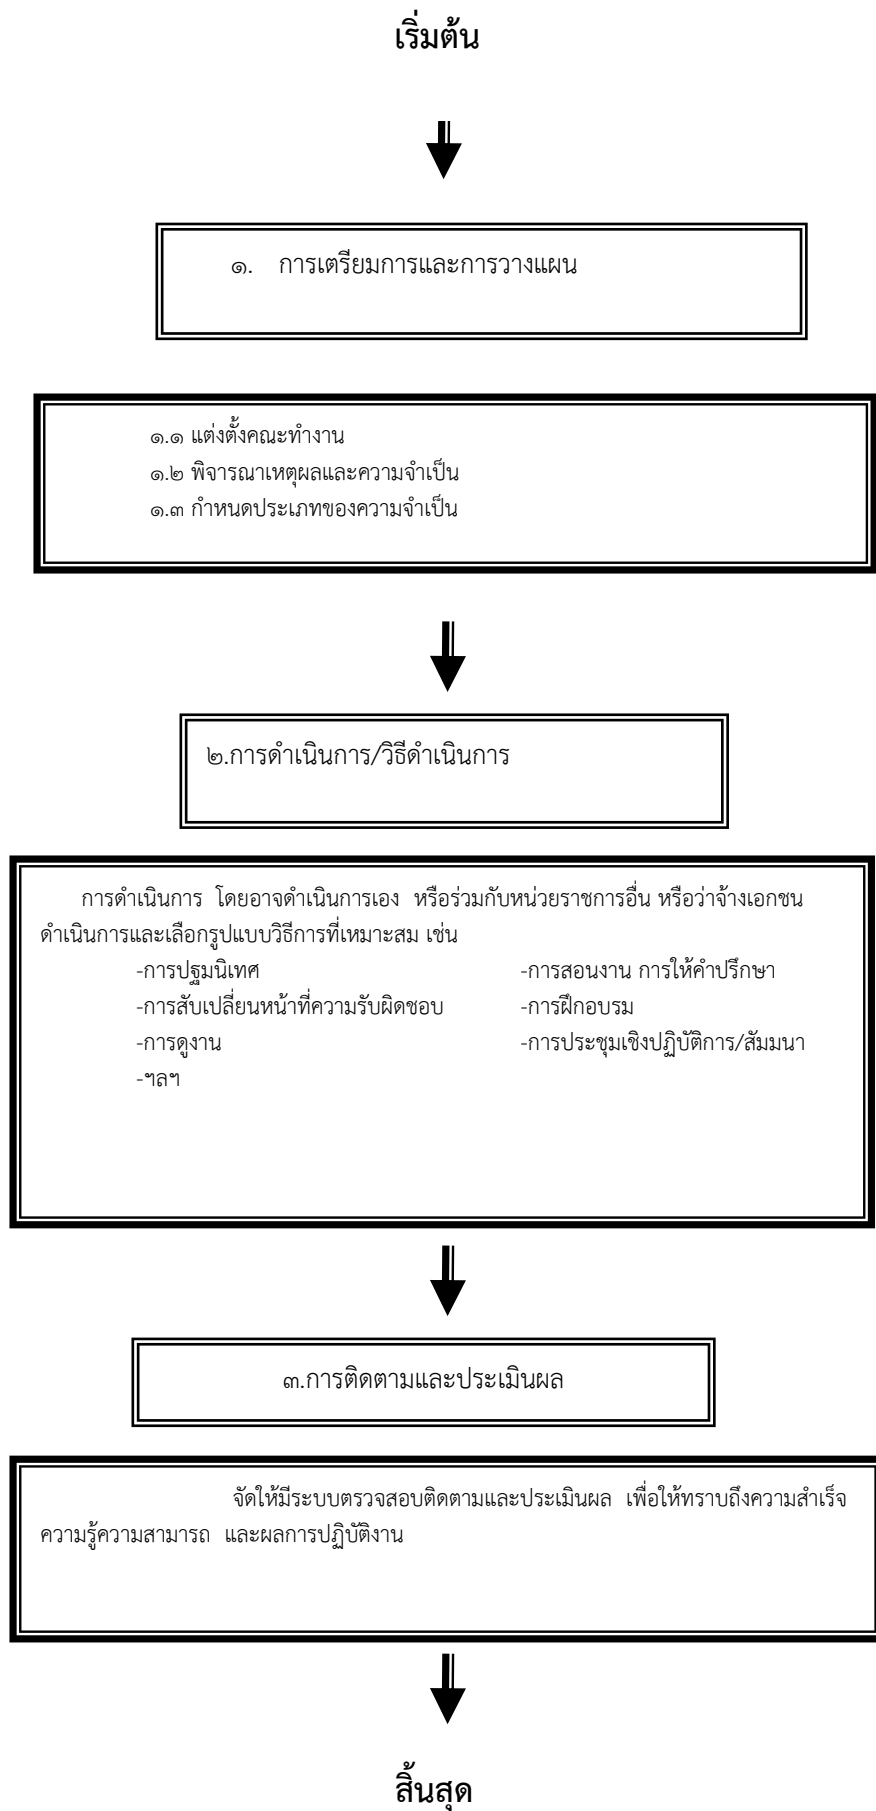 เริ่มต้น
๑. การเตรียมการและการวางแผน
๑.๑ แต่งตั้งคณะทำงาน
๑.๒ พิจารณาเหตุผลและความจำเป็น
๑.๓ กำหนดประเภทของความจำเป็น
๒.การดำเนินการ/วิธีดำเนินการ
การดำเนินการ โดยอาจดำเนินการเอง หรือร่วมกับหน่วยราชการอื่น หรือว่าจ้างเอกชน
ดำเนินการและเลือกรูปแบบวิธีการที่เหมาะสม เช่น
-การปฐมนิเทศ -การสอนงาน การให้คำปรึกษา
-การสับเปลี่ยนหน้าที่ความรับผิดชอบ -การฝึกอบรม
-การดูงาน -การประชุมเชิงปฏิบัติการ/สัมมนา
-ฯลฯ
๓.การติดตามและประเมินผล
จัดให้มีระบบตรวจสอบติดตามและประเมินผล เพื่อให้ทราบถึงความสำเร็จ
ความรู้ความสามารถ และผลการปฏิบัติงาน
สิ้นสุด